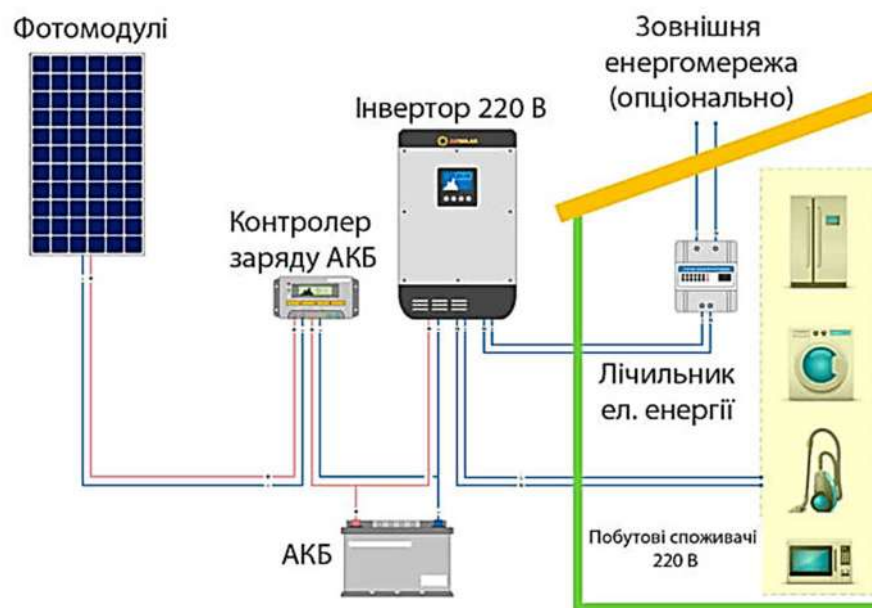 Фотомодулі
Зовнішня
енергомережа
(опціонально)
Інвертор 220 В
Контролер
заряду АКБ
Лічильник
ел. енергії
АКБ
Побутові споживачі
220 В